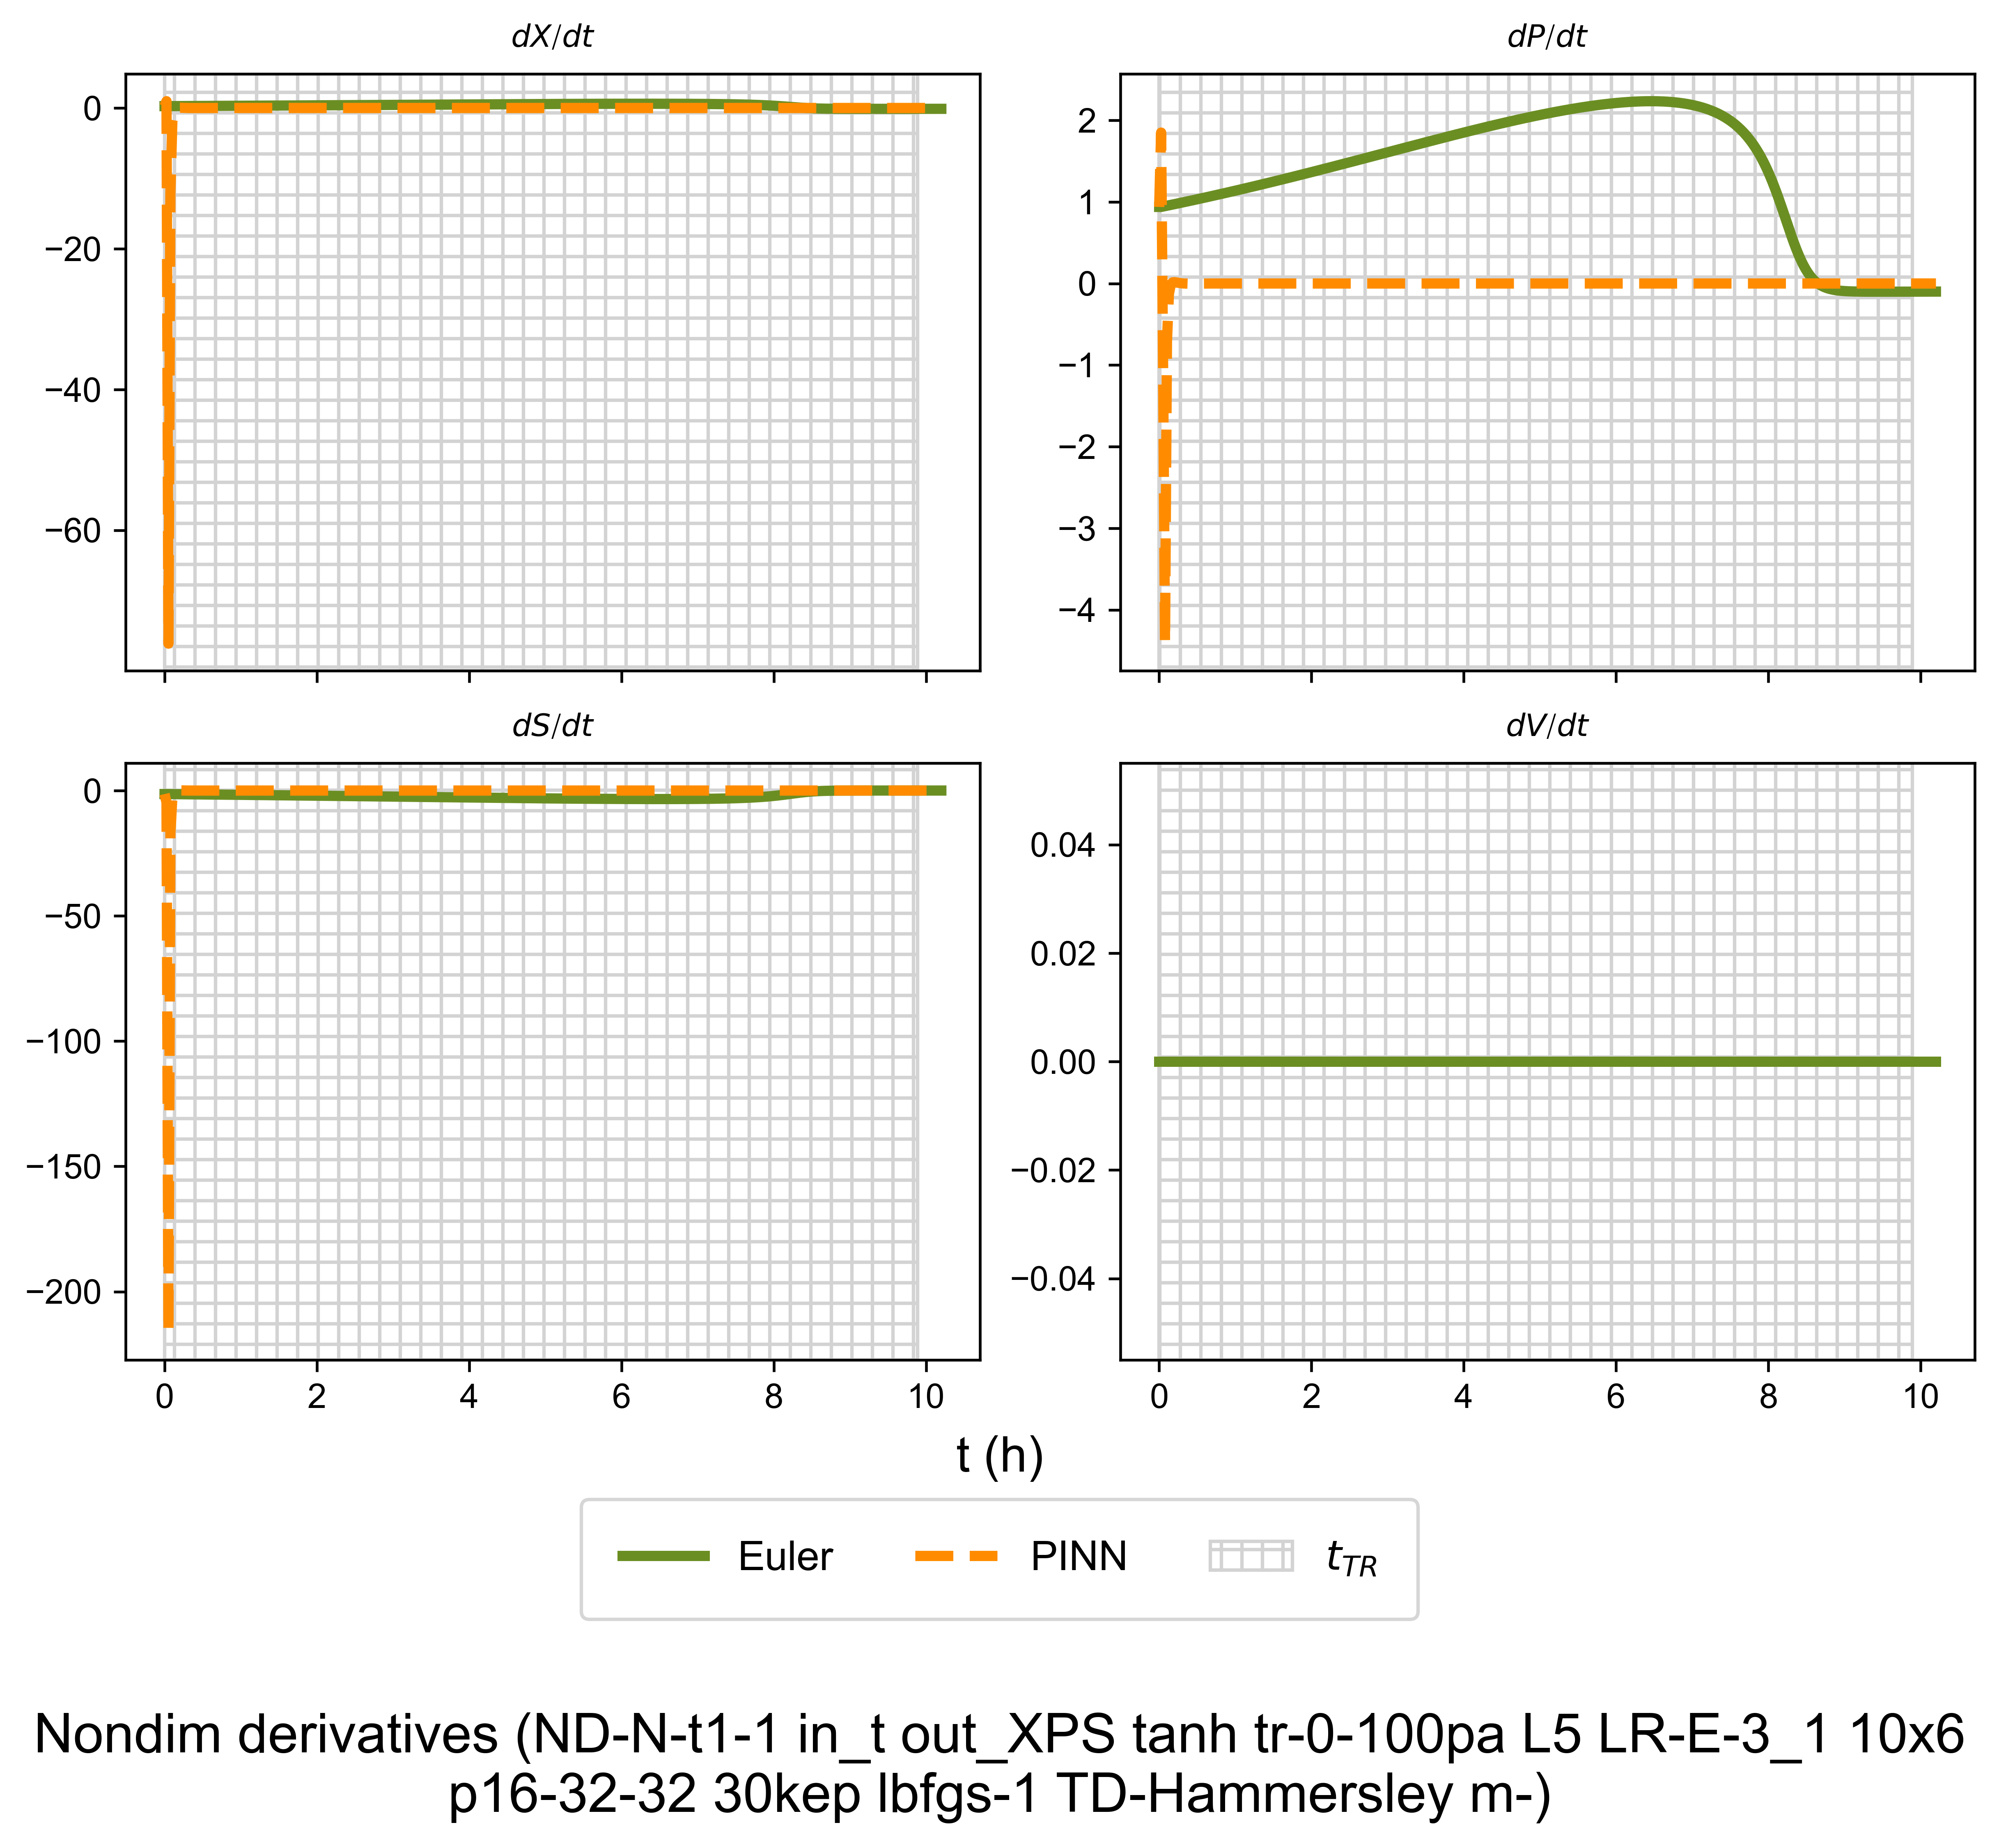 dX/dt
dP/dt
0
−20
−40
−60
2
1
0
−1
−2
−3
−4
dS/dt
dV/dt
0
−50
−100
−150
−200
0.04
0.02
0.00
−0.02
−0.04
0 2 4 6 8 10
0 2 4 6 8 10
t (h)
Euler PINN t_TR
Nondim derivatives (ND-N-t1-1 in_t out_XPS tanh tr-0-100pa L5 LR-E-3_1 10x6
p16-32-32 30kep lbfgs-1 TD-Hammersley m-)